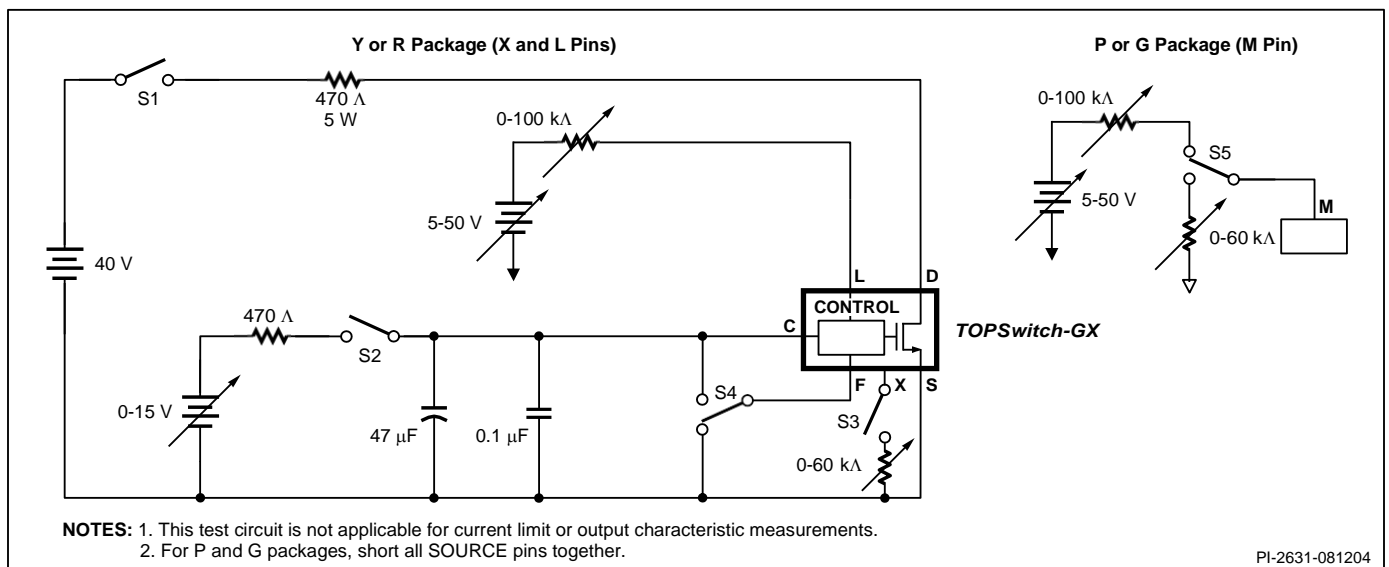 Y or R Package (X and L Pins)
P or G Package (M Pin)
S1
470 Λ
5 W
0-100 kΛ
5-50 V
0-100 kΛ
S5
5-50 V
M
0-60 kΛ
40 V
L
D
CONTROL
C
TOPSwitch-GX
470 Λ
S2
F
X
S
S4
S3
0-15 V
47 μF
0.1 μF
0-60 kΛ
NOTES: 1. This test circuit is not applicable for current limit or output characteristic measurements.
2. For P and G packages, short all SOURCE pins together.
PI-2631-081204